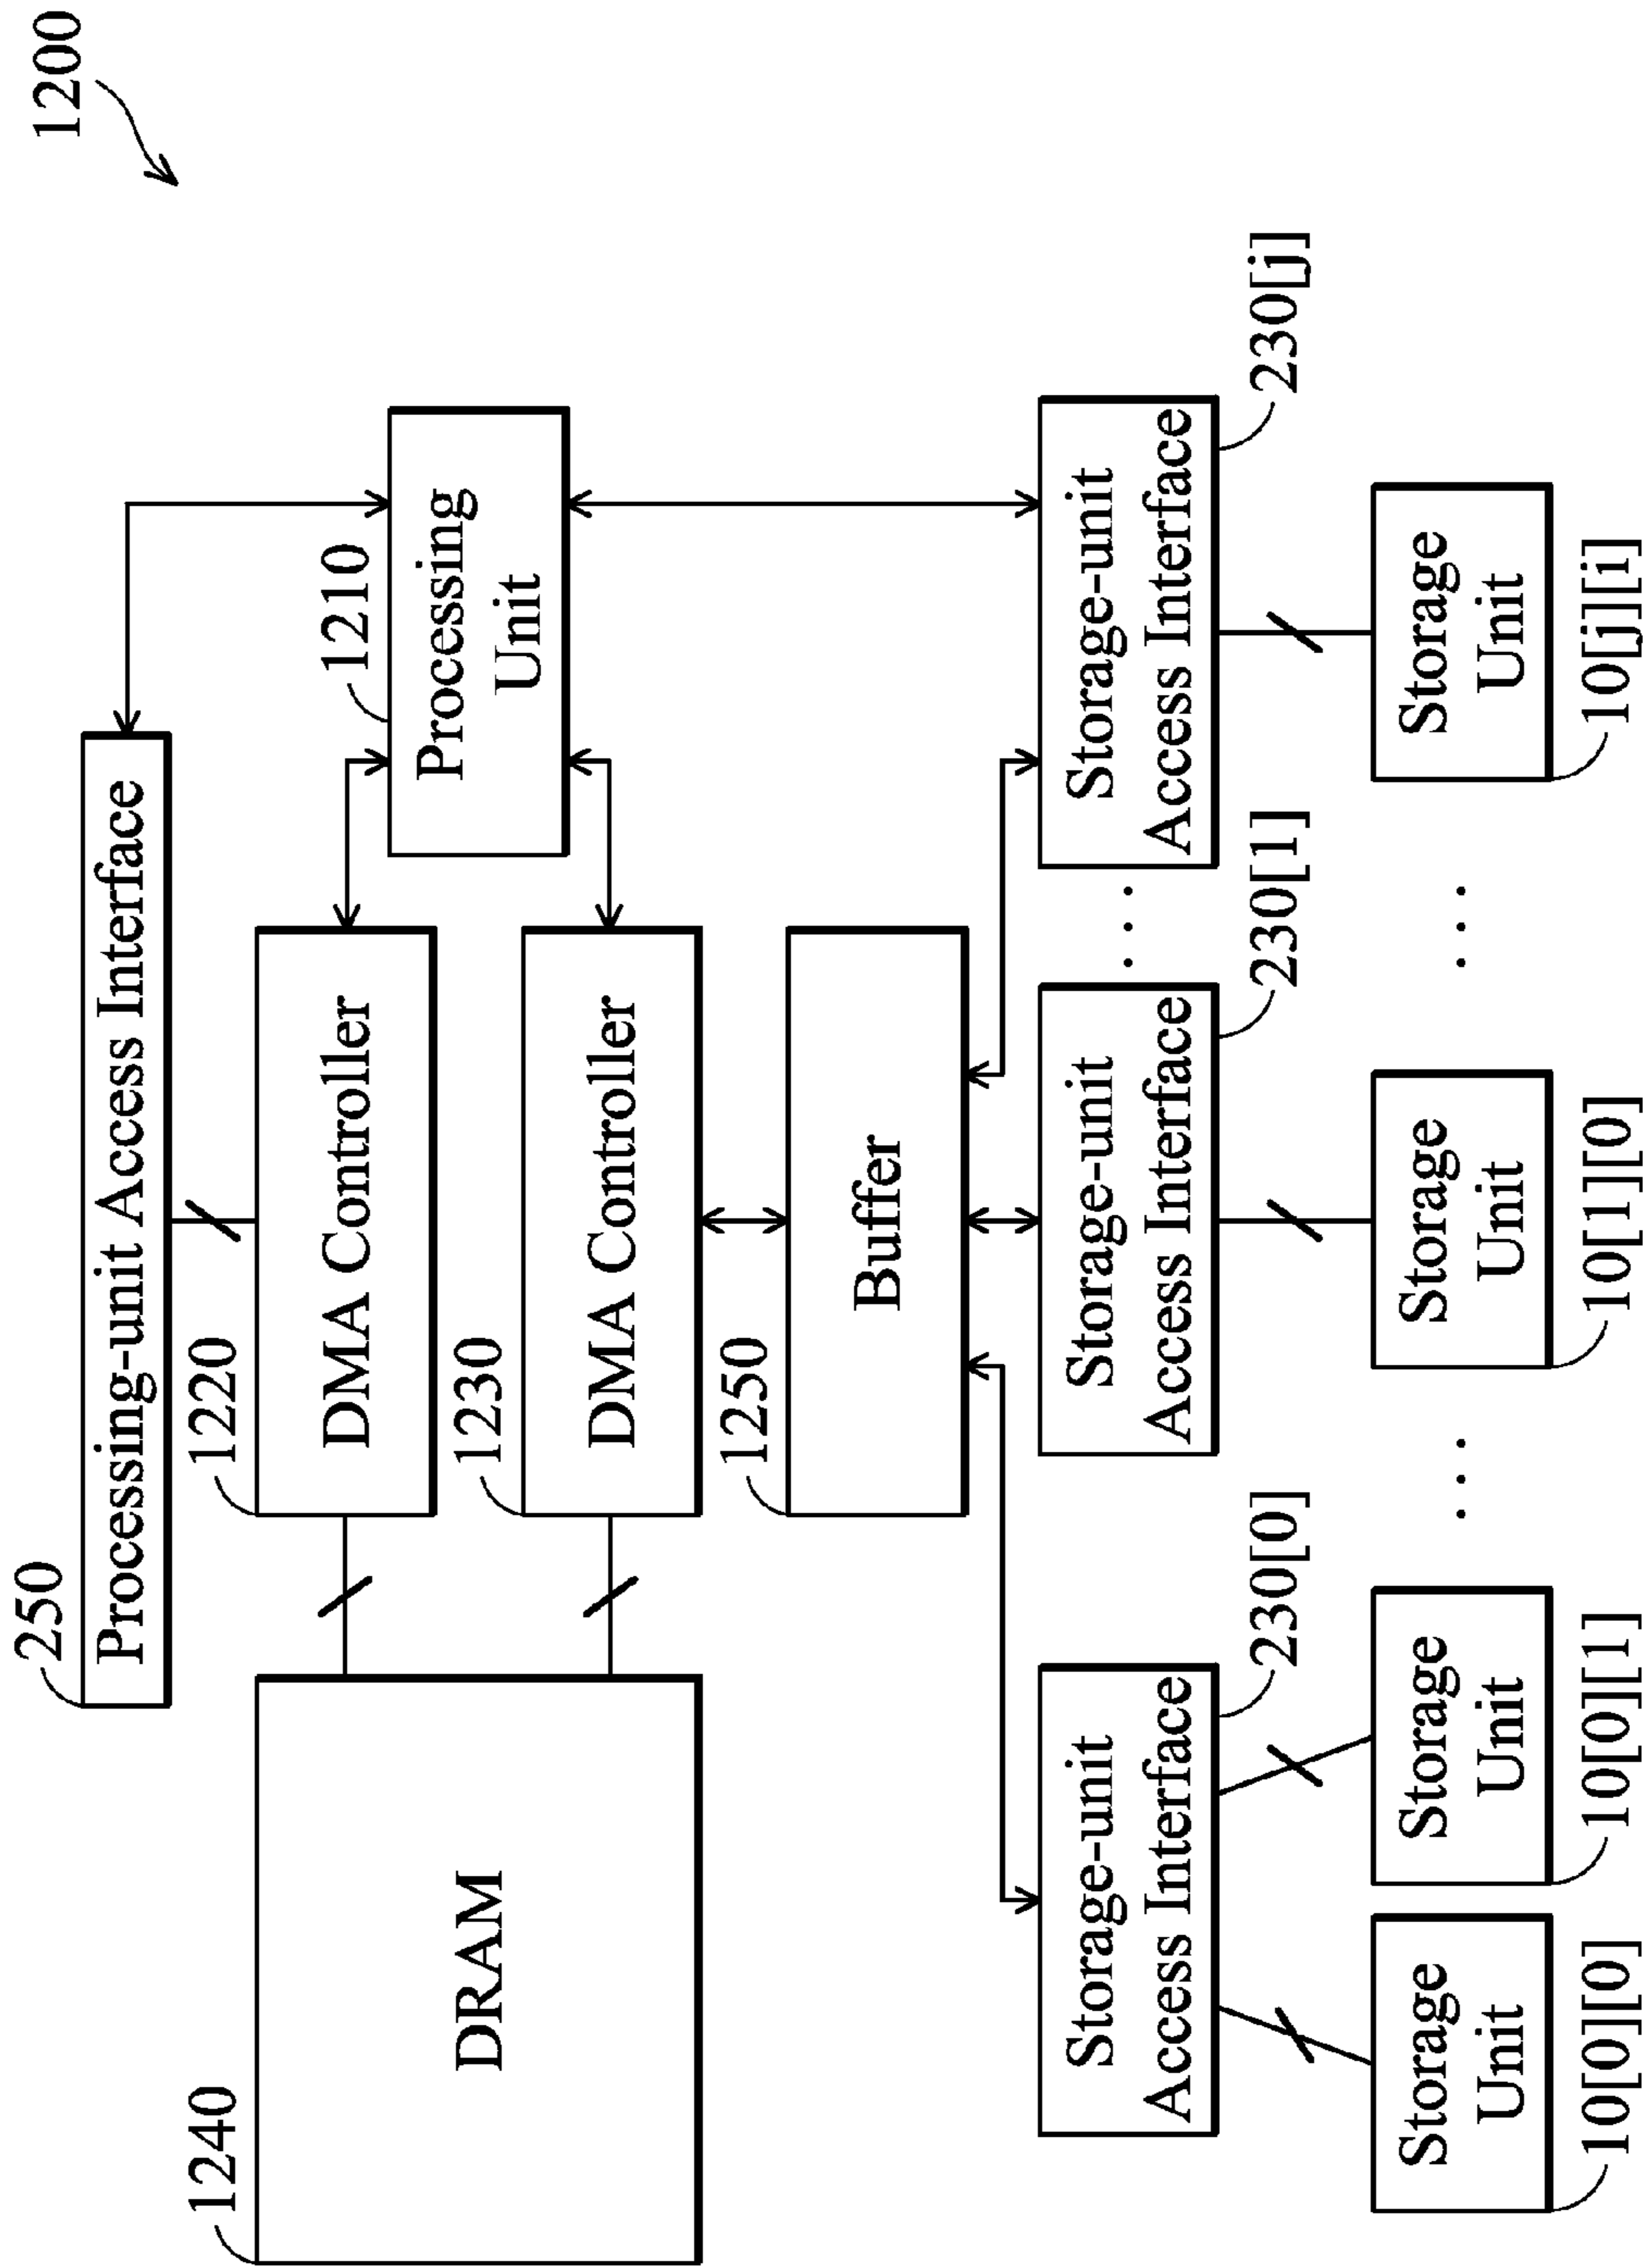 1200
250
Processing-unit Access Interface
1240
DRAM
1220
DMA Controller
1210
Processing
Unit
1230
DMA Controller
1250
Buffer
Storage-unit
Access Interface
230[0]
Storage-unit
Access Interface
230[1]
...
Storage-unit
Access Interface
230[j]
Storage
Unit
10[0][0]
Storage
Unit
10[0][1]
...
Storage
Unit
10[1][0]
...
Storage
Unit
10[j][i]